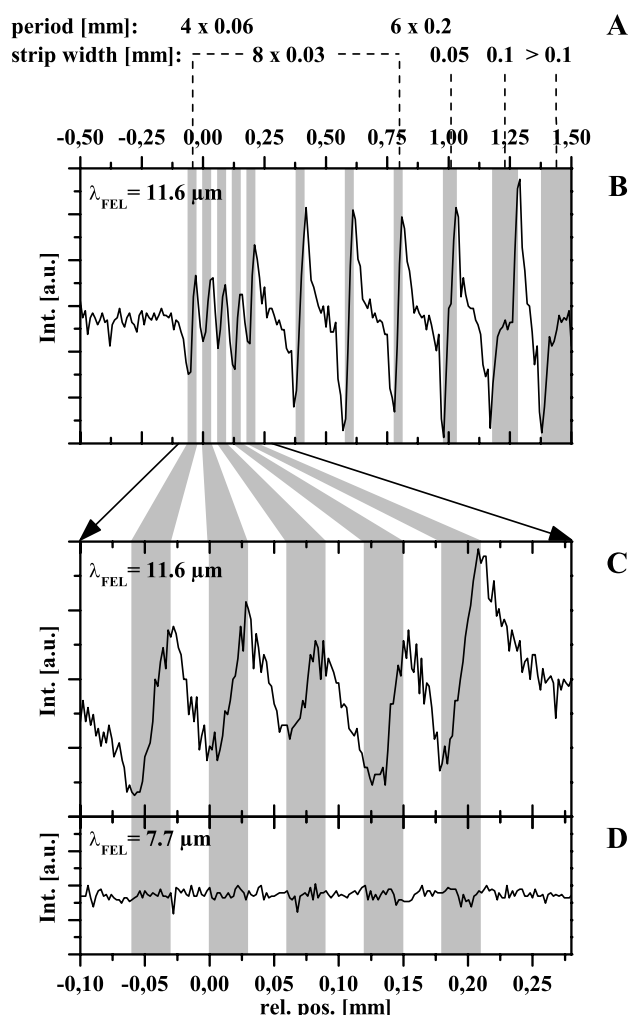 period [mm]: 4 x 0.06 6 x 0.2 A
strip width [mm]: 8 x 0.03 0.05 0.1 > 0.1
-0,50 -0,25 0,00 0,25 0,50 0,75 1,00 1,25 1,50
λFEL= 11.6 µm B
Int. [a.u.]
λFEL= 11.6 µm C
Int. [a.u.]
λFEL= 7.7 µm D
Int. [a.u.]
-0,10 -0,05 0,00 0,05 0,10 0,15 0,20 0,25
rel. pos. [mm]